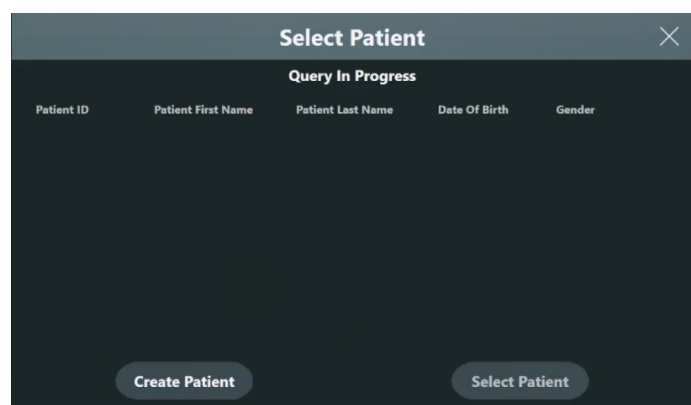 Select Patient
Query In Progress
Patient ID Patient First Name Patient Last Name Date Of Birth Gender
Create Patient Select Patient